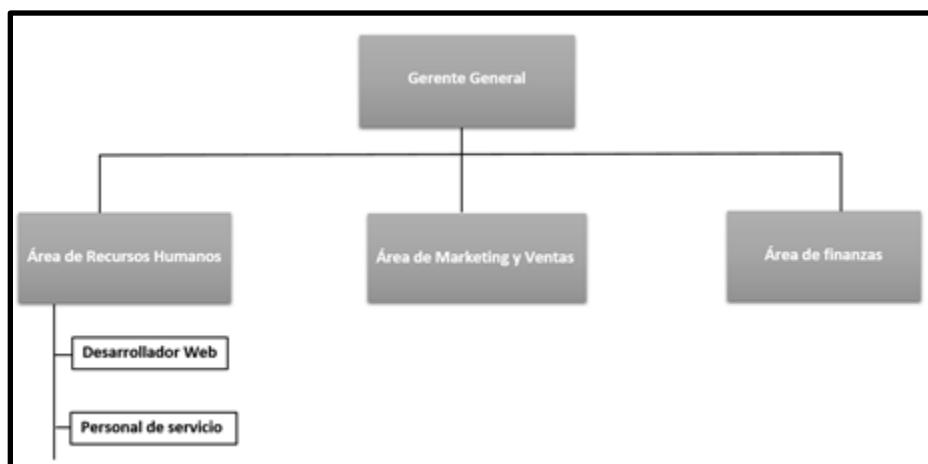 Gerente General
Área de Recursos Humanos
Área de Marketing y Ventas
Área de finanzas
Desarrollador Web
Personal de servicio